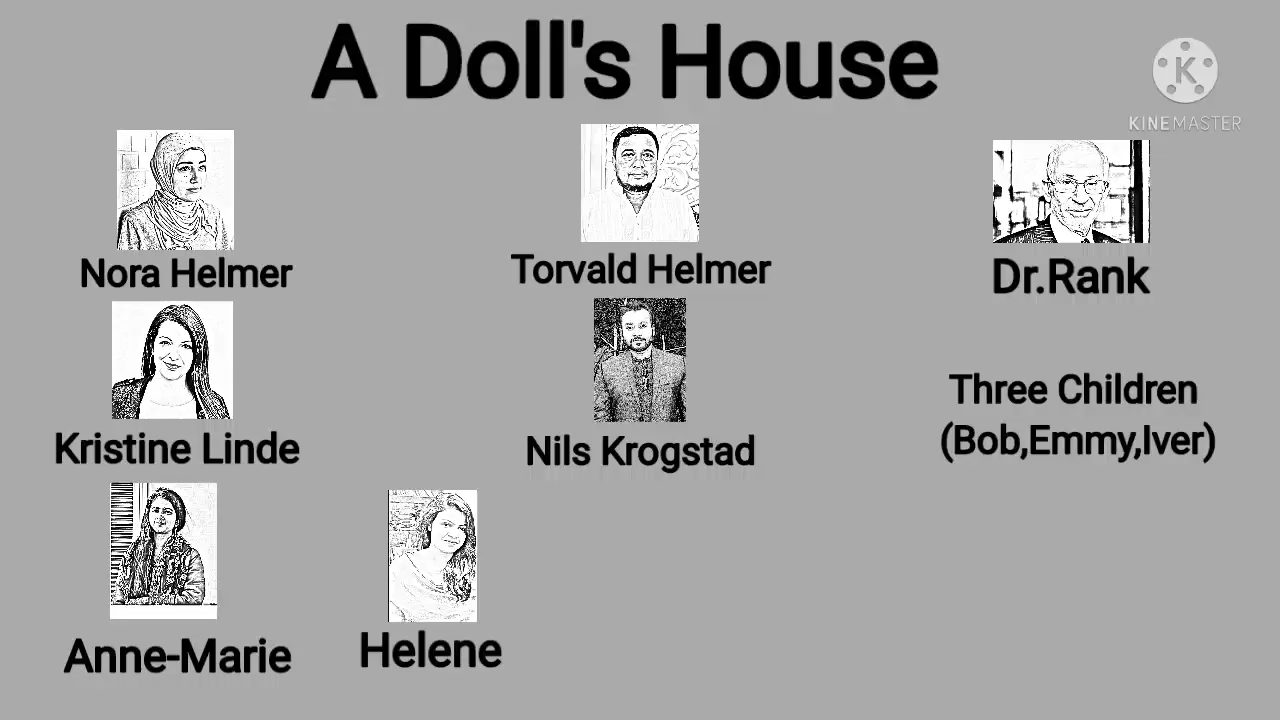 A Doll's House
K
KINEMASTER
Nora Helmer
Torvald Helmer
Dr.Rank
Kristine Linde
Nils Krogstad
Three Children
(Bob,Emmy,Iver)
Anne-Marie
Helene